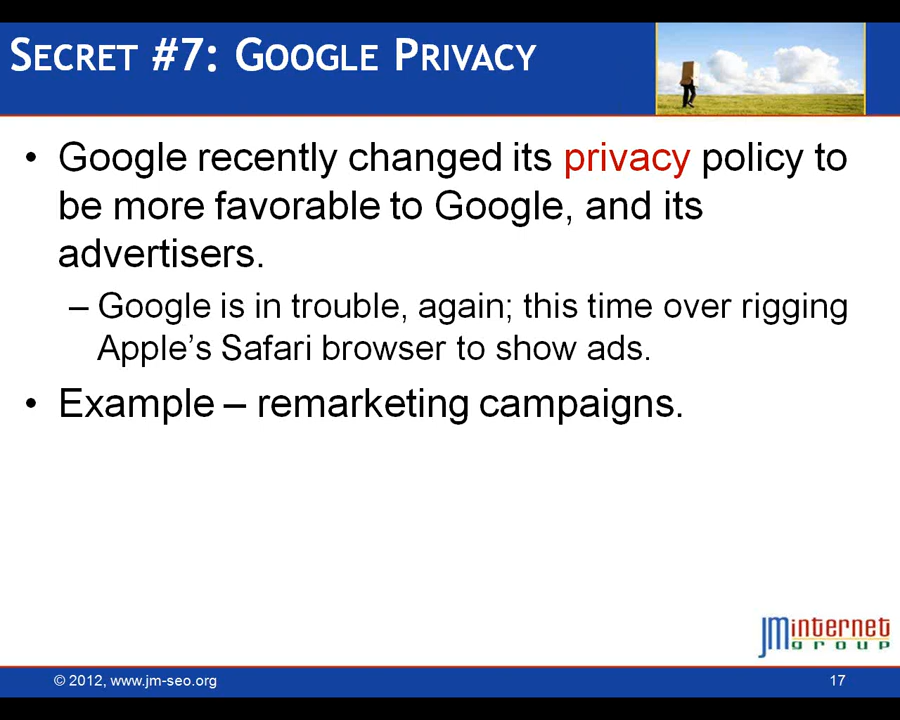 SECRET #7: GOOGLE PRIVACY
• Google recently changed its privacy policy to
be more favorable to Google, and its
advertisers.
– Google is in trouble, again; this time over rigging
Apple's Safari browser to show ads.
• Example – remarketing campaigns.
JMinternet
group
© 2012, www.jm-seo.org
17